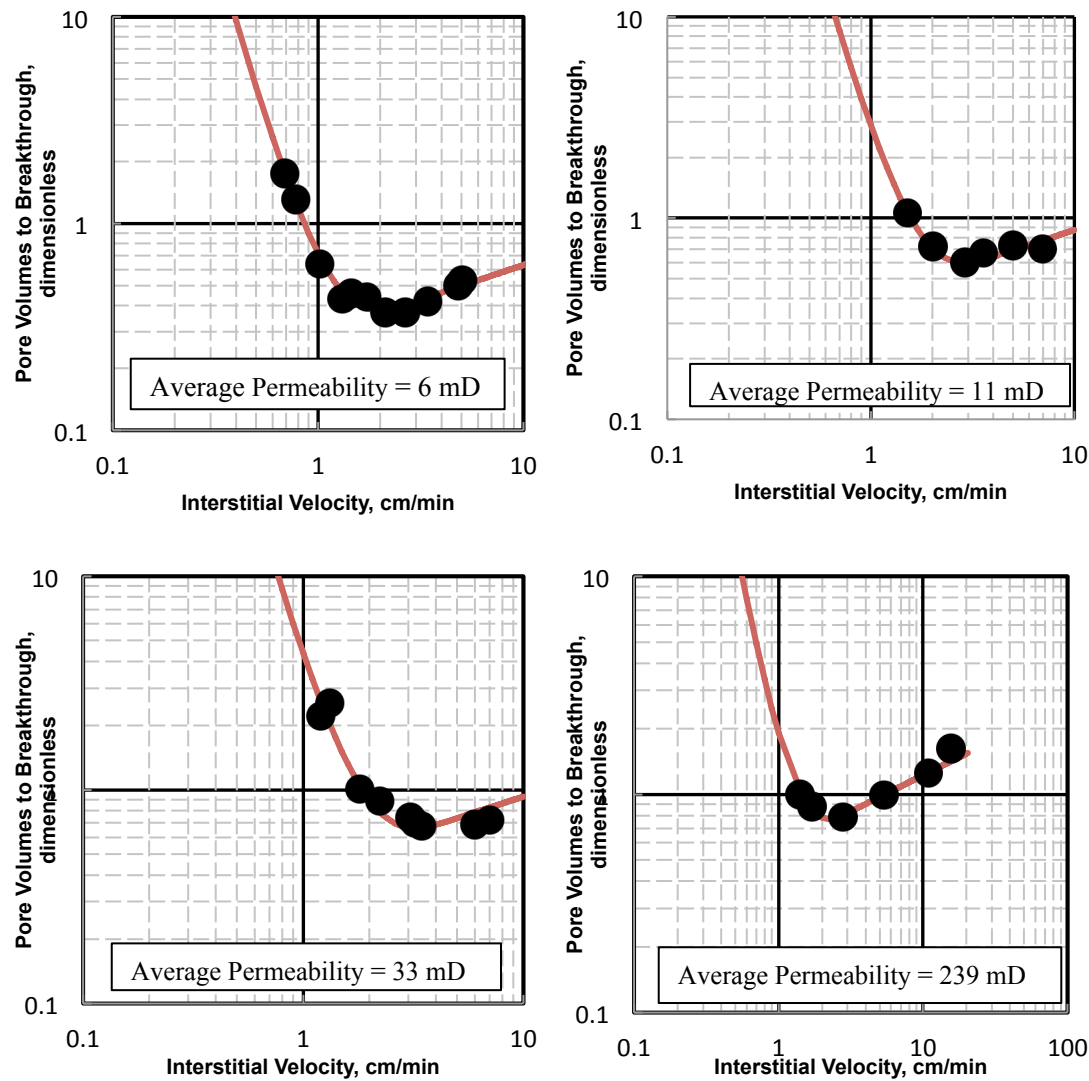 10
1
0.1
Pore Volumes to Breakthrough,
dimensionless
Average Permeability = 6 mD
0.1 1 10
Interstitial Velocity, cm/min
10
1
0.1
Pore Volumes to Breakthrough,
dimensionless
Average Permeability = 11 mD
0.1 1 10
Interstitial Velocity, cm/min
10
0.1
Pore Volumes to Breakthrough,
dimensionless
Average Permeability = 33 mD
0.1 1 10
Interstitial Velocity, cm/min
10
0.1
Pore Volumes to Breakthrough,
dimensionless
Average Permeability = 239 mD
0.1 1 10 100
Interstitial Velocity, cm/min